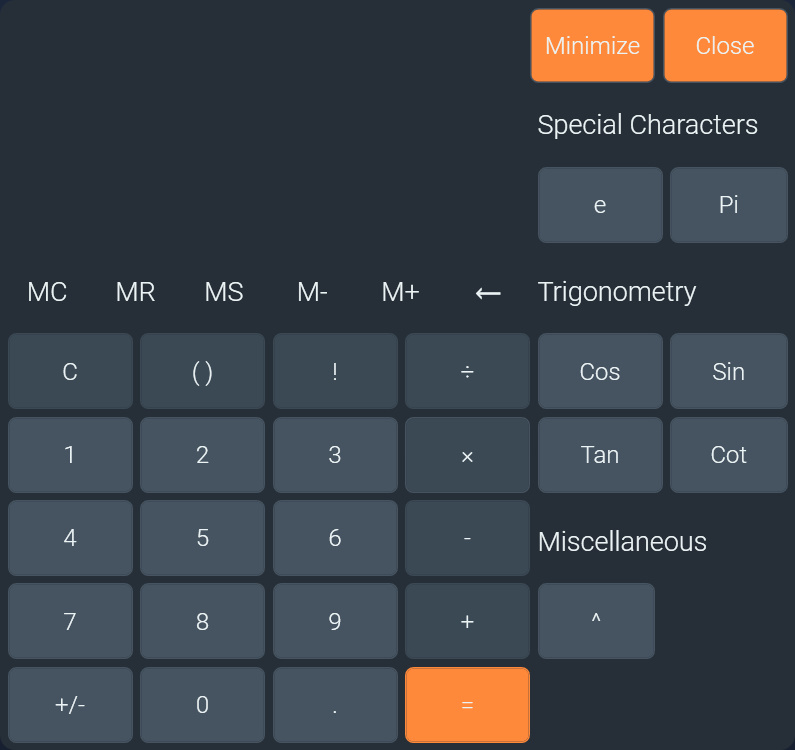 Minimize Close
Special Characters
e Pi
MC MR MS M- M+ ← Trigonometry
C ( ) ! ÷ Cos Sin
1 2 3 × Tan Cot
4 5 6 - Miscellaneous
7 8 9 + ^
+/- 0 . =